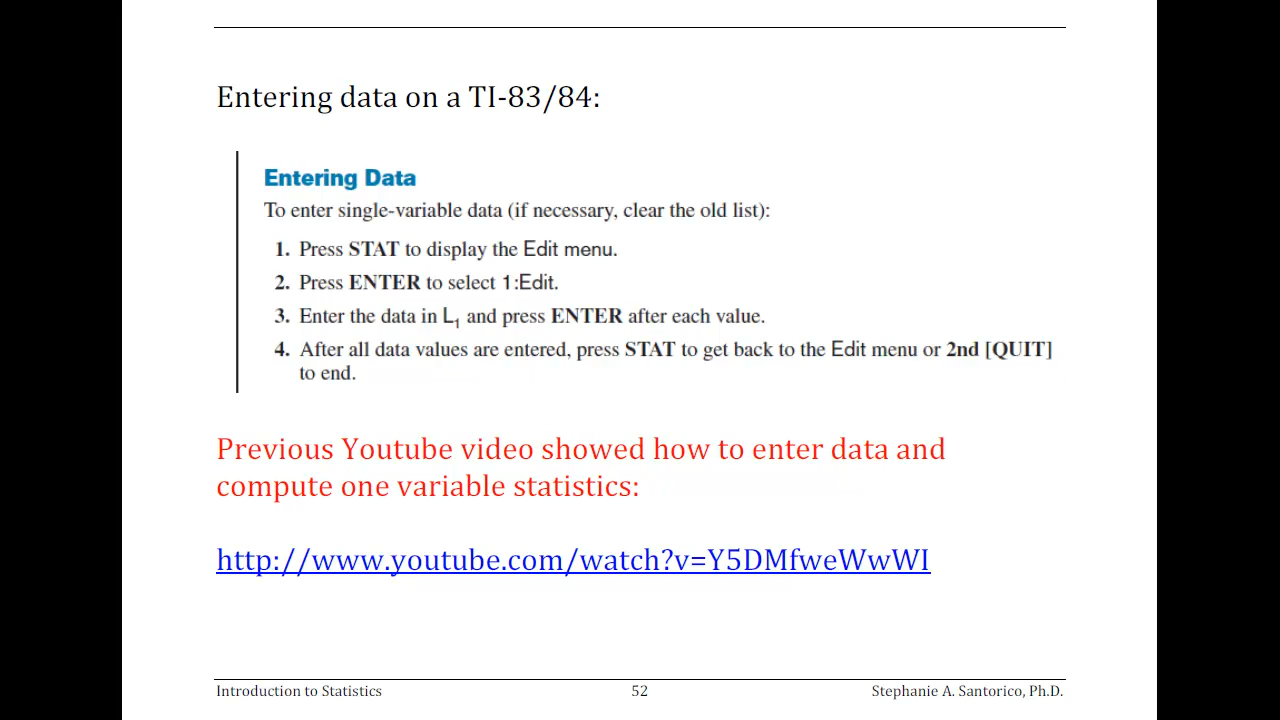 Entering data on a TI-83/84:
Entering Data
To enter single-variable data (if necessary, clear the old list):
1. Press STAT to display the Edit menu.
2. Press ENTER to select 1:Edit.
3. Enter the data in L1 and press ENTER after each value.
4. After all data values are entered, press STAT to get back to the Edit menu or 2nd [QUIT]
to end.
Previous Youtube video showed how to enter data and
compute one variable statistics:
http://www.youtube.com/watch?v=Y5DMfweWwWI
Introduction to Statistics 52 Stephanie A. Santorico, Ph.D.